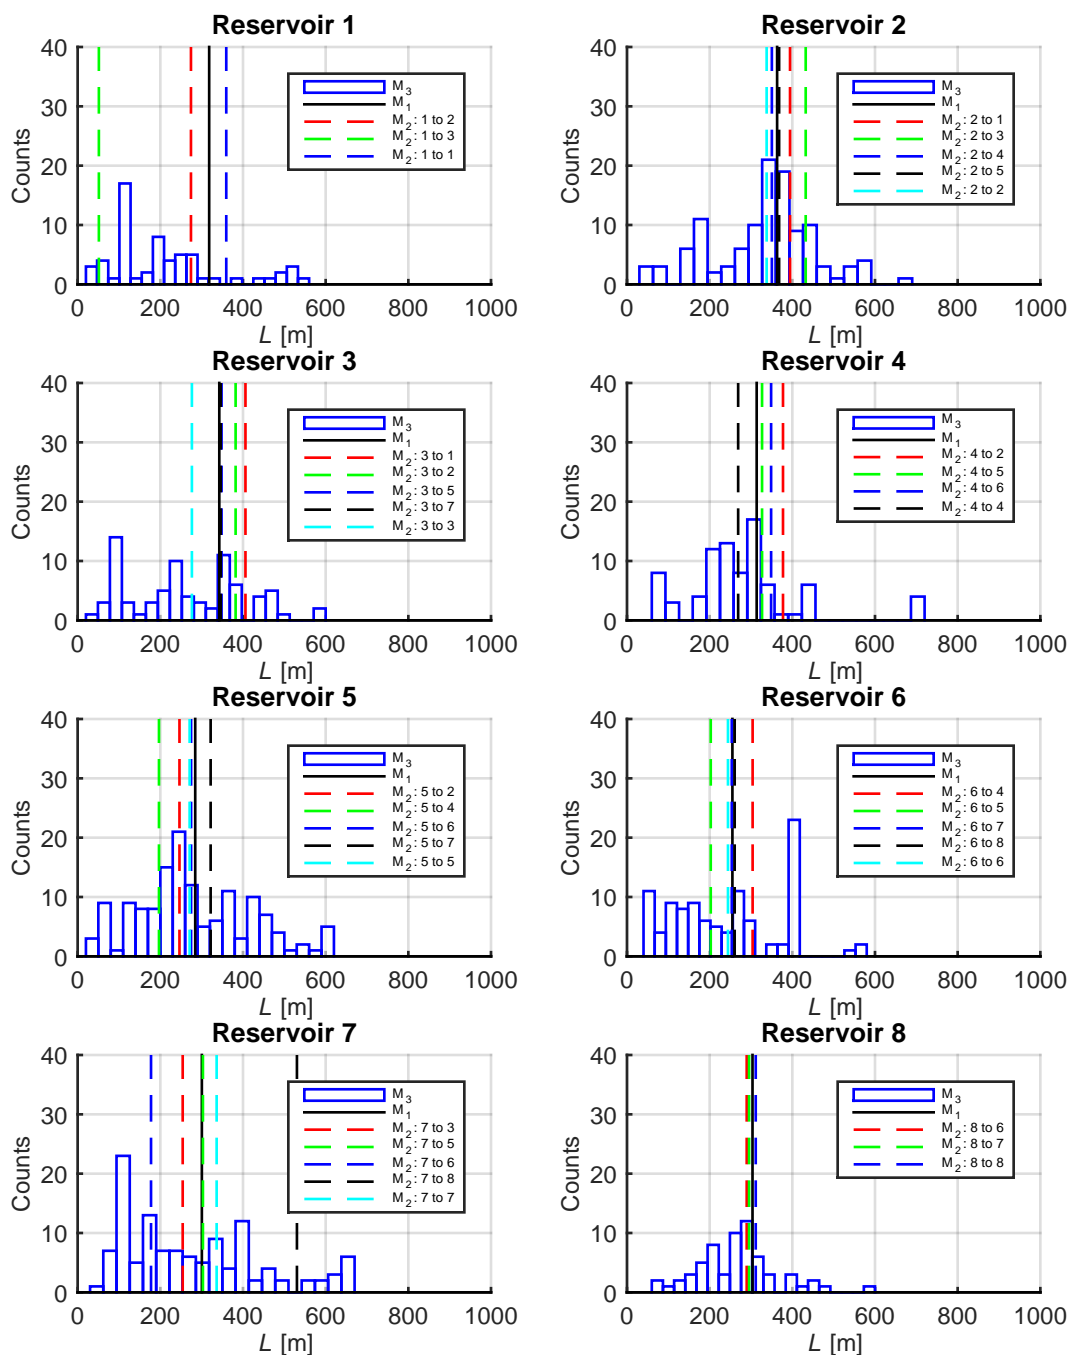 Reservoir 1
40
30
20
10
0
Counts
0 200 400 600 800 1000
L [m]
M3
M1
M2: 1 to 2
M2: 1 to 3
M2: 1 to 1
Reservoir 2
40
30
20
10
0
Counts
0 200 400 600 800 1000
L [m]
M3
M1
M2: 2 to 1
M2: 2 to 3
M2: 2 to 4
M2: 2 to 5
M2: 2 to 2
Reservoir 3
40
30
20
10
0
Counts
0 200 400 600 800 1000
L [m]
M3
M1
M2: 3 to 1
M2: 3 to 2
M2: 3 to 5
M2: 3 to 7
M2: 3 to 3
Reservoir 4
40
30
20
10
0
Counts
0 200 400 600 800 1000
L [m]
M3
M1
M2: 4 to 2
M2: 4 to 5
M2: 4 to 6
M2: 4 to 4
Reservoir 5
40
30
20
10
0
Counts
0 200 400 600 800 1000
L [m]
M3
M1
M2: 5 to 2
M2: 5 to 4
M2: 5 to 6
M2: 5 to 7
M2: 5 to 5
Reservoir 6
40
30
20
10
0
Counts
0 200 400 600 800 1000
L [m]
M3
M1
M2: 6 to 4
M2: 6 to 5
M2: 6 to 7
M2: 6 to 8
M2: 6 to 6
Reservoir 7
40
30
20
10
0
Counts
0 200 400 600 800 1000
L [m]
M3
M1
M2: 7 to 3
M2: 7 to 5
M2: 7 to 6
M2: 7 to 8
M2: 7 to 7
Reservoir 8
40
30
20
10
0
Counts
0 200 400 600 800 1000
L [m]
M3
M1
M2: 8 to 6
M2: 8 to 7
M2: 8 to 8